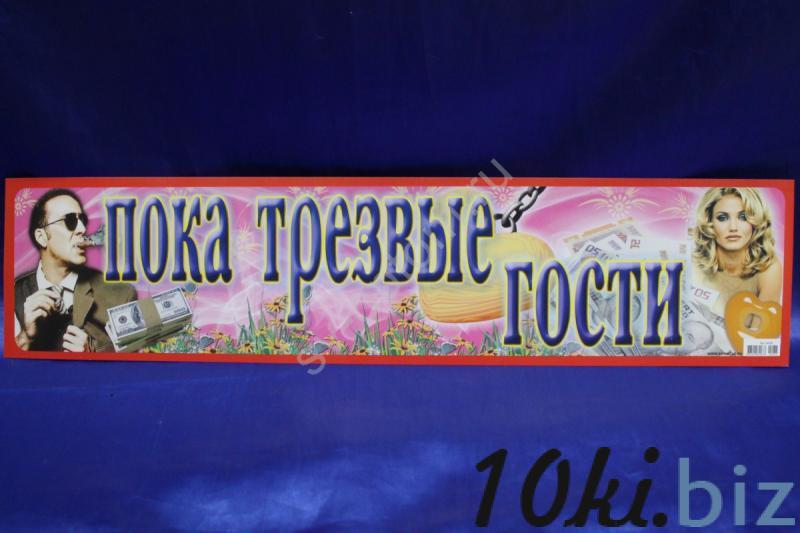 пока трезвые
гости
10ki.biz